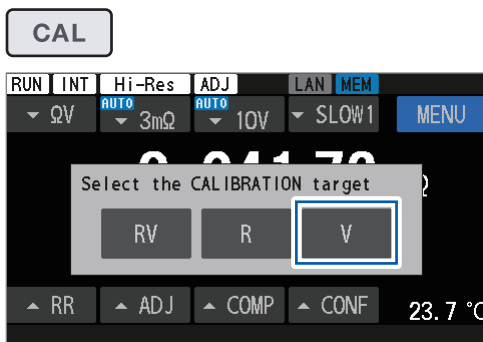 CAL
RUN INT Hi-Res ADJ LAN MEM
ΩV AUTO 3mΩ AUTO 10V SLOW1 MENU
Select the CALIBRATION target
RV R V
RR ADJ COMP CONF 23.7 °C